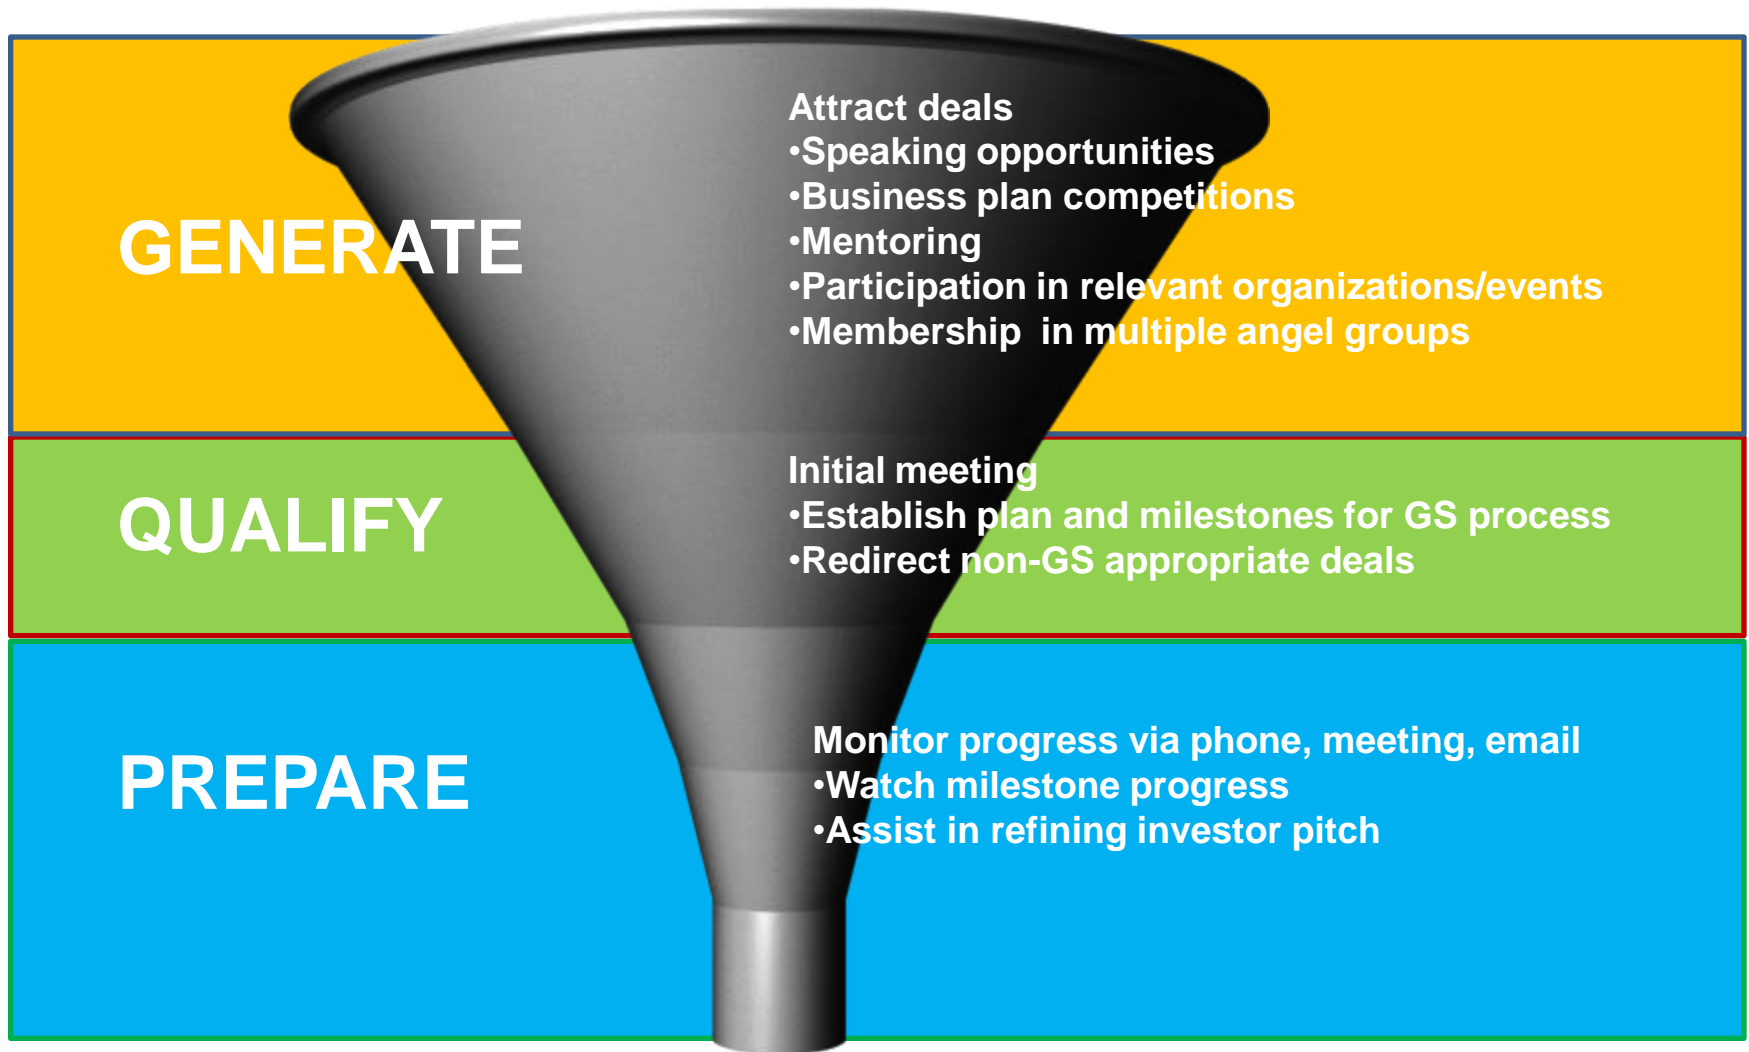 GENERATE
Attract deals
•Speaking opportunities
•Business plan competitions
•Mentoring
•Participation in relevant organizations/events
•Membership  in multiple angel groups
QUALIFY
Initial meeting
•Establish plan and milestones for GS process
•Redirect non-GS appropriate deals
PREPARE
Monitor progress via phone, meeting, email
•Watch milestone progress
•Assist in refining investor pitch